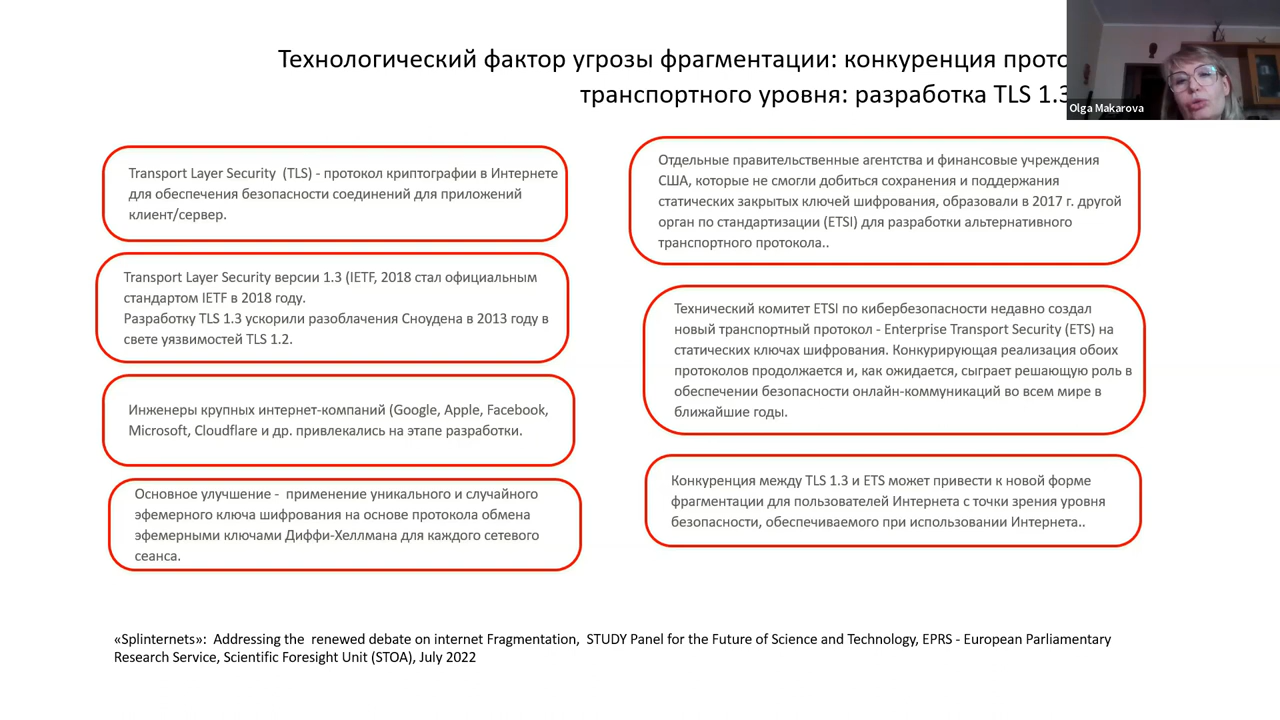 Технологический фактор угрозы фрагментации: конкуренция
транспортного уровня: разработка TLS 1.3
Olga Makarova
Transport Layer Security (TLS) - протокол криптографии в Интернете
для обеспечения безопасности соединений для приложений
клиент/сервер.
Transport Layer Security версии 1.3 (IETF, 2018 стал официальным
стандартом IETF в 2018 году.
Разработку TLS 1.3 ускорили разоблачения Сноудена в 2013 году в
свете уязвимостей TLS 1.2.
Инженеры крупных интернет-компаний (Google, Apple, Facebook,
Microsoft, Cloudflare и др. привлекались на этапе разработки.
Основное улучшение - применение уникального и случайного
эфемерного ключа шифрования на основе протокола обмена
эфемерными ключами Диффи-Хеллмана для каждого сетевого
сеанса.
Отдельные правительственные агентства и финансовые учреждения
США, которые не смогли добиться сохранения и поддержания
статических закрытых ключей шифрования, образовали в 2017 г. другой
орган по стандартизации (ETSI) для разработки альтернативного
транспортного протокола..
Технический комитет ETSI по кибербезопасности недавно создал
новый транспортный протокол - Enterprise Transport Security (ETS) на
статических ключах шифрования. Конкурирующая реализация обоих
протоколов продолжается и, как ожидается, сыграет решающую роль в
обеспечении безопасности онлайн-коммуникаций во всем мире в
ближайшие годы.
Конкуренция между TLS 1.3 и ETS может привести к новой форме
фрагментации для пользователей Интернета с точки зрения уровня
безопасности, обеспечиваемого при использовании Интернета..
«Splinternets»: Addressing the renewed debate on internet Fragmentation, STUDY Panel for the Future of Science and Technology, EPRS - European Parliamentary
Research Service, Scientific Foresight Unit (STOA), July 2022